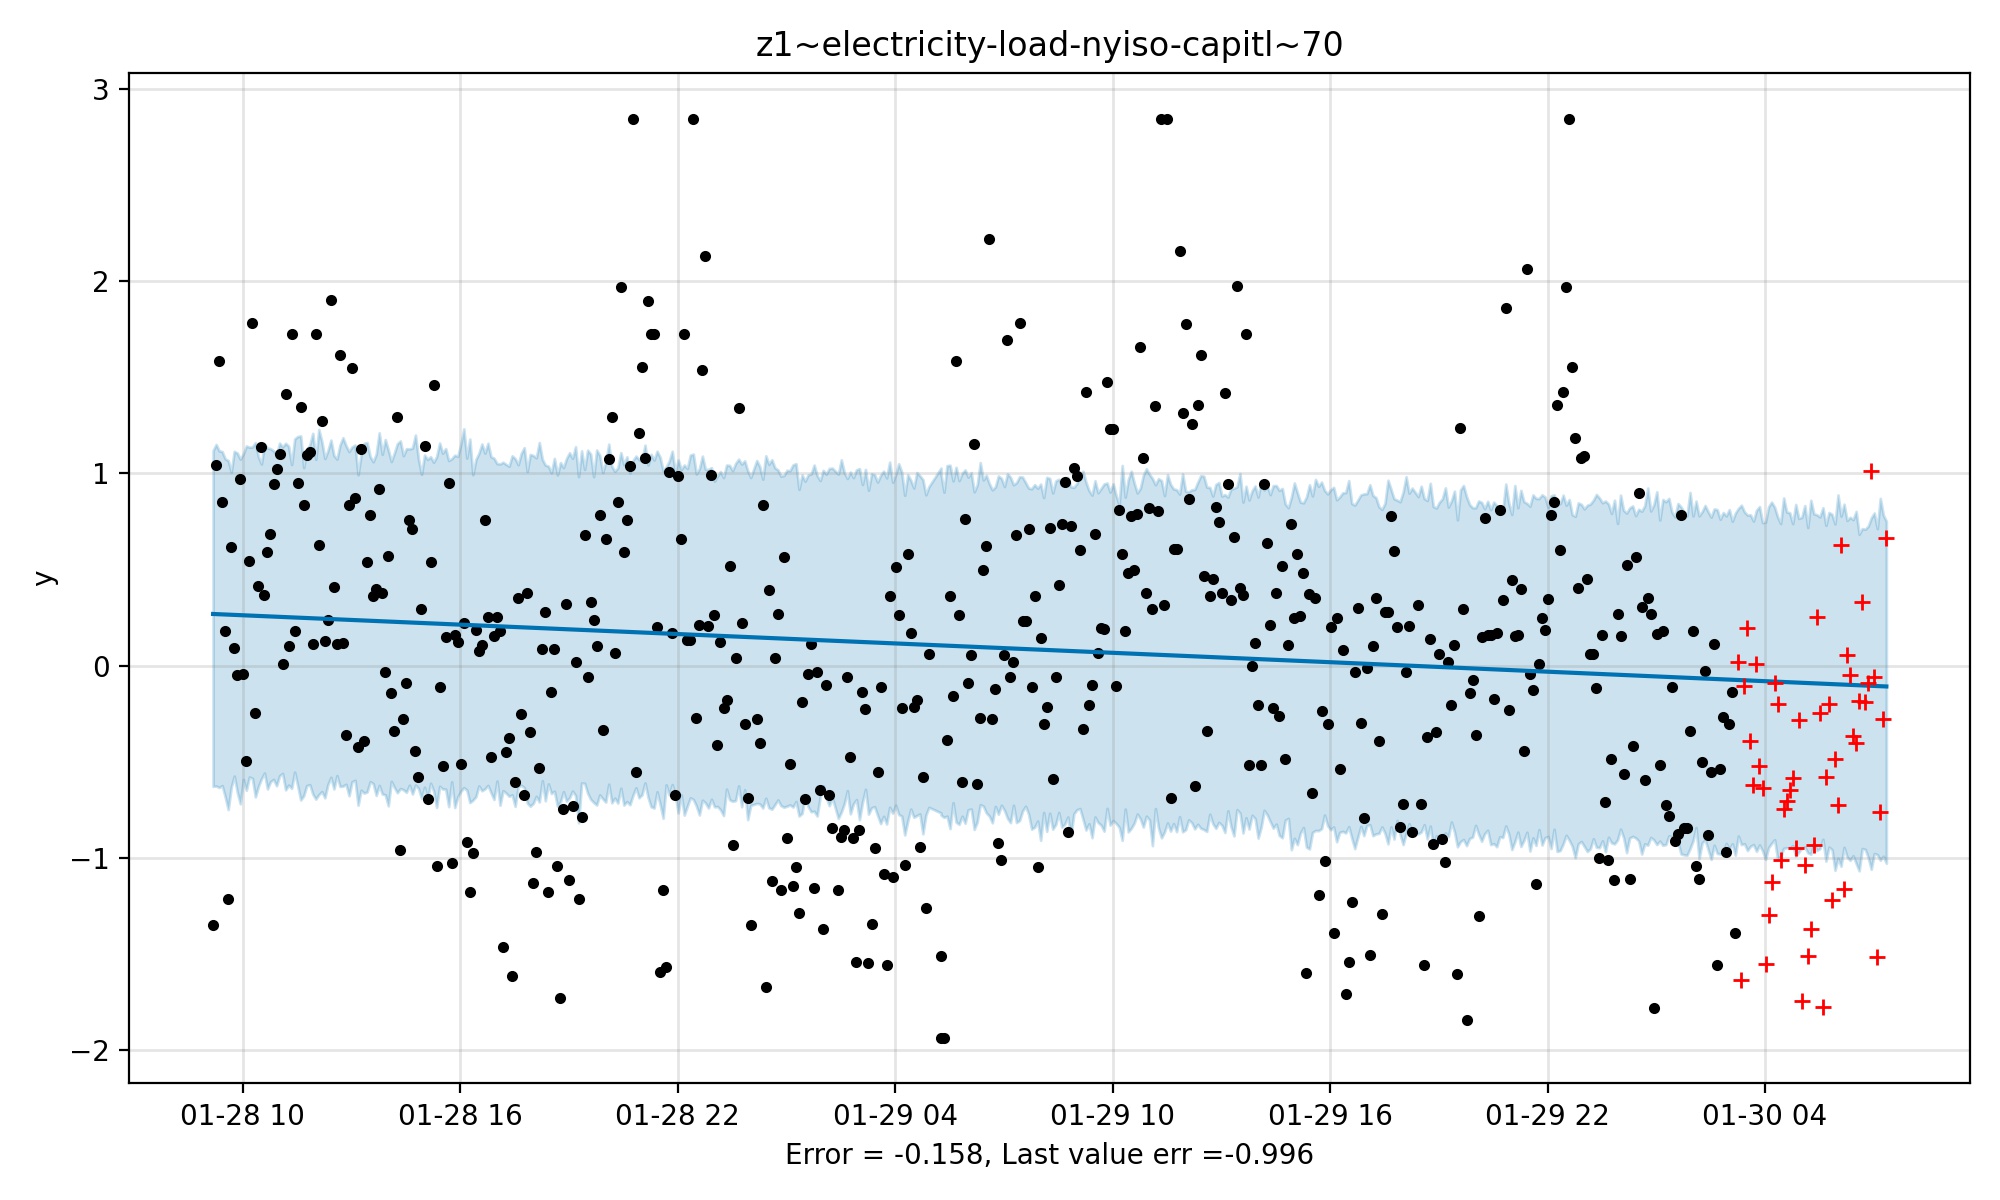 z1~electricity-load-nyiso-capitl~70
3
2
1
0
−1
−2
y
01-28 10 01-28 16 01-28 22 01-29 04 01-29 10 01-29 16 01-29 22 01-30 04
Error = -0.158, Last value err =-0.996